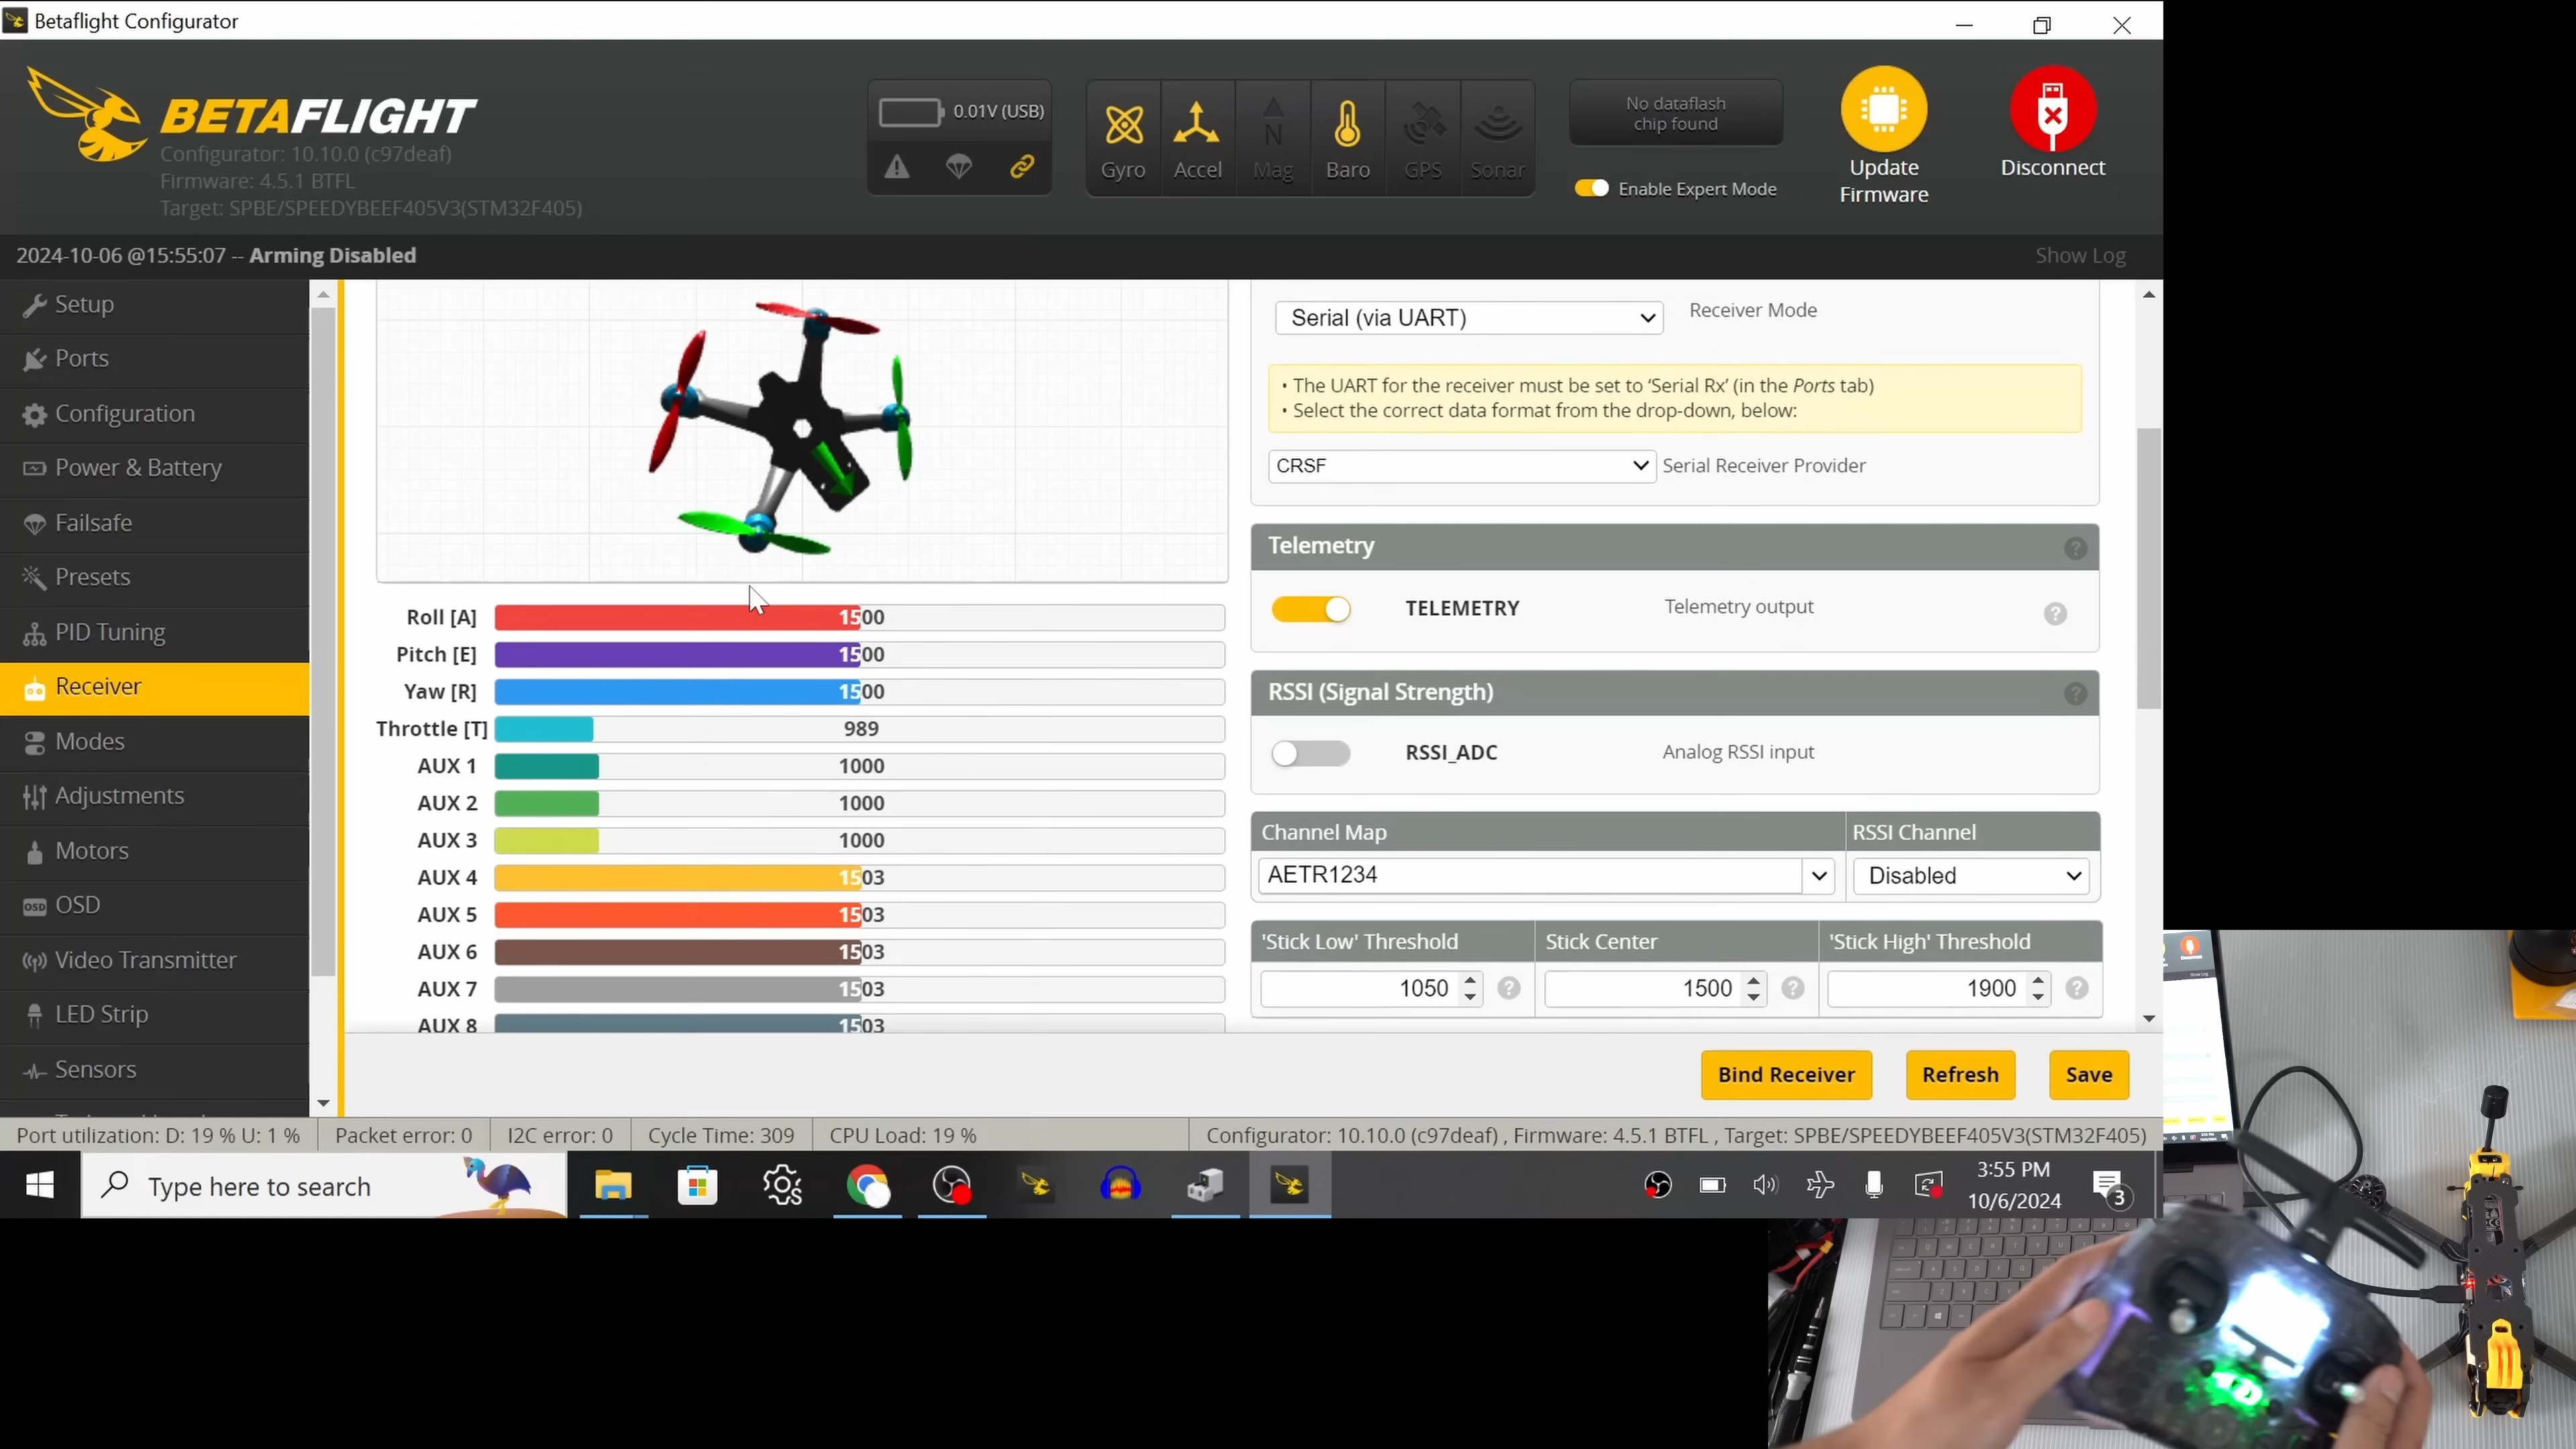 Betaflight Configurator
BETAFLIGHT
Configurator: 10.10.0 (c97deaf)
Firmware: 4.5.1 BTFL
Target: SPBE/SPEEDYBEEF405V3(STM32F405)
0.01V (USB)
Gyro
Accel
N
Mag
Baro
GPS
Sonar
No dataflash
chip found
Enable Expert Mode
Update
Firmware
Disconnect
2024-10-06 @15:55:07 -- Arming Disabled
Show Log
Setup
Ports
Configuration
Power & Battery
Failsafe
Presets
PID Tuning
Receiver
Modes
Adjustments
Motors
OSD OSD
Video Transmitter
LED Strip
Sensors
Roll [A] 1500
Pitch [E] 1500
Yaw [R] 1500
Throttle [T] 989
AUX 1 1000
AUX 2 1000
AUX 3 1000
AUX 4 1503
AUX 5 1503
AUX 6 1503
AUX 7 1503
AUX 8 1503
Serial (via UART) Receiver Mode
• The UART for the receiver must be set to ‘Serial Rx’ (in the Ports tab)
• Select the correct data format from the drop-down, below:
CRSF Serial Receiver Provider
Telemetry ?
TELEMETRY Telemetry output ?
RSSI (Signal Strength) ?
RSSI_ADC Analog RSSI input
Channel Map RSSI Channel
AETR1234 Disabled
'Stick Low' Threshold Stick Center 'Stick High' Threshold
1050 ? 1500 ? 1900 ?
Bind Receiver Refresh Save
Port utilization: D: 19 % U: 1 % Packet error: 0 I2C error: 0 Cycle Time: 309 CPU Load: 19 % Configurator: 10.10.0 (c97deaf) , Firmware: 4.5.1 BTFL , Target: SPBE/SPEEDYBEEF405V3(STM32F405)
Type here to search
3:55 PM
10/6/2024
3